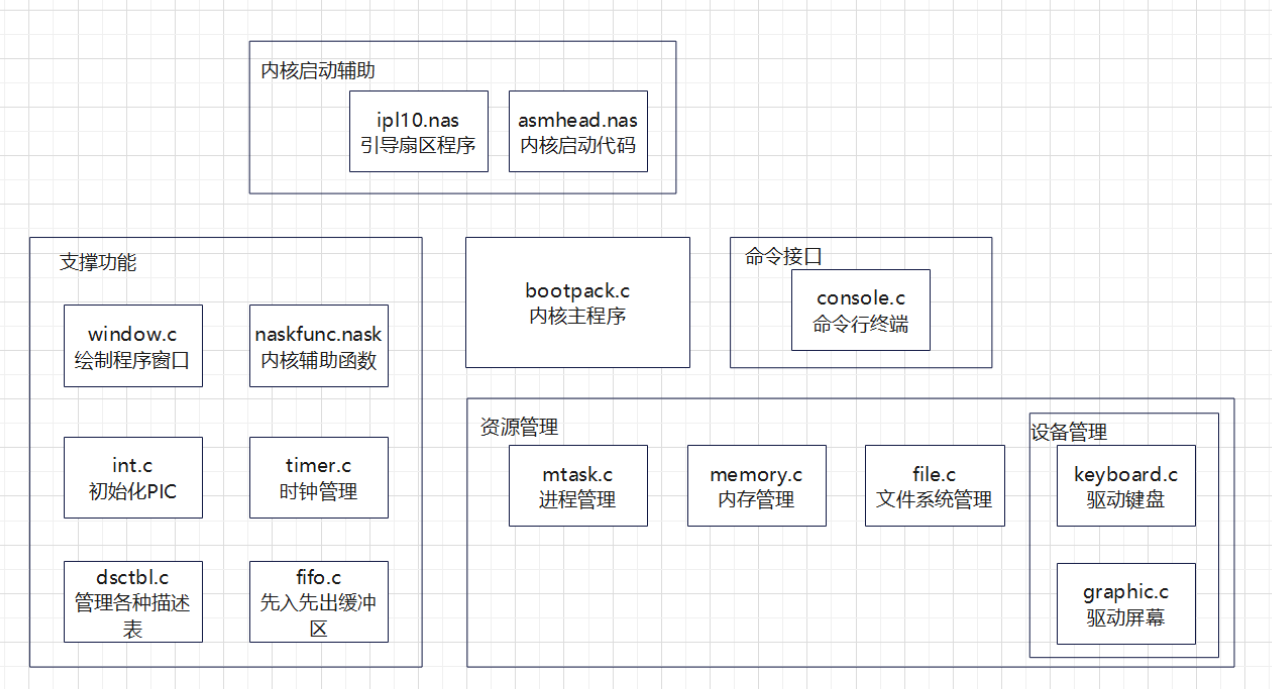 内核启动辅助
ipl10.nas
引导扇区程序
asmhead.nas
内核启动代码
支撑功能
window.c
绘制程序窗口
naskfunc.nask
内核辅助函数
int.c
初始化PIC
timer.c
时钟管理
dsctbl.c
管理各种描述
表
fifo.c
先入先出缓冲
区
bootpack.c
内核主程序
命令接口
console.c
命令行终端
资源管理
mtask.c
进程管理
memory.c
内存管理
file.c
文件系统管理
设备管理
keyboard.c
驱动键盘
graphic.c
驱动屏幕